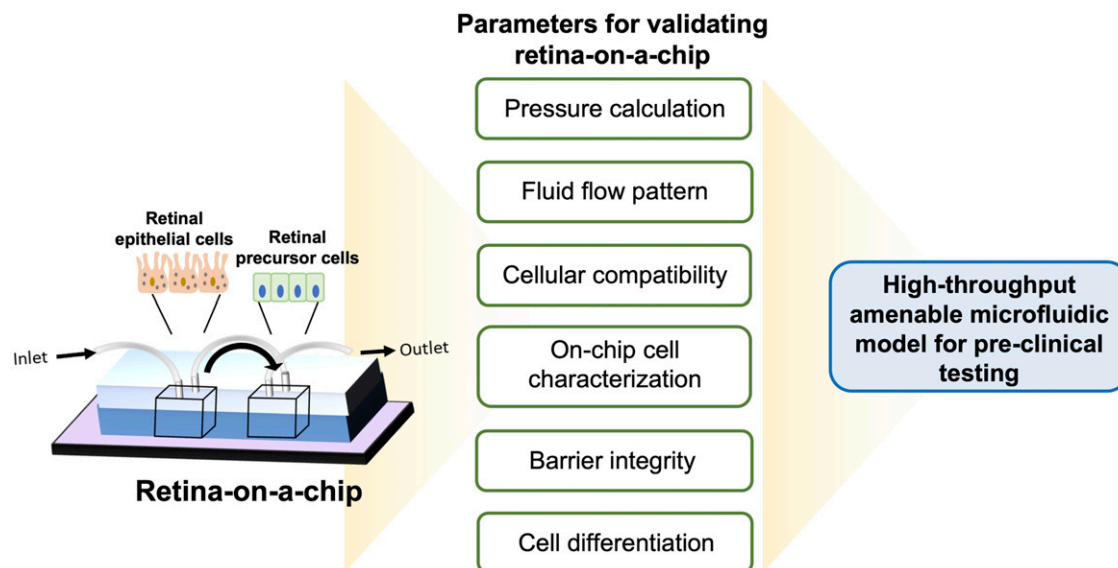 Parameters for validating
retina-on-a-chip
Pressure calculation
Fluid flow pattern
Retinal
epithelial cells
Retinal
precursor cells
Cellular compatibility
High-throughput
amenable microfluidic
model for pre-clinical
testing
Inlet
Outlet
On-chip cell
characterization
Barrier integrity
Retina-on-a-chip
Cell differentiation